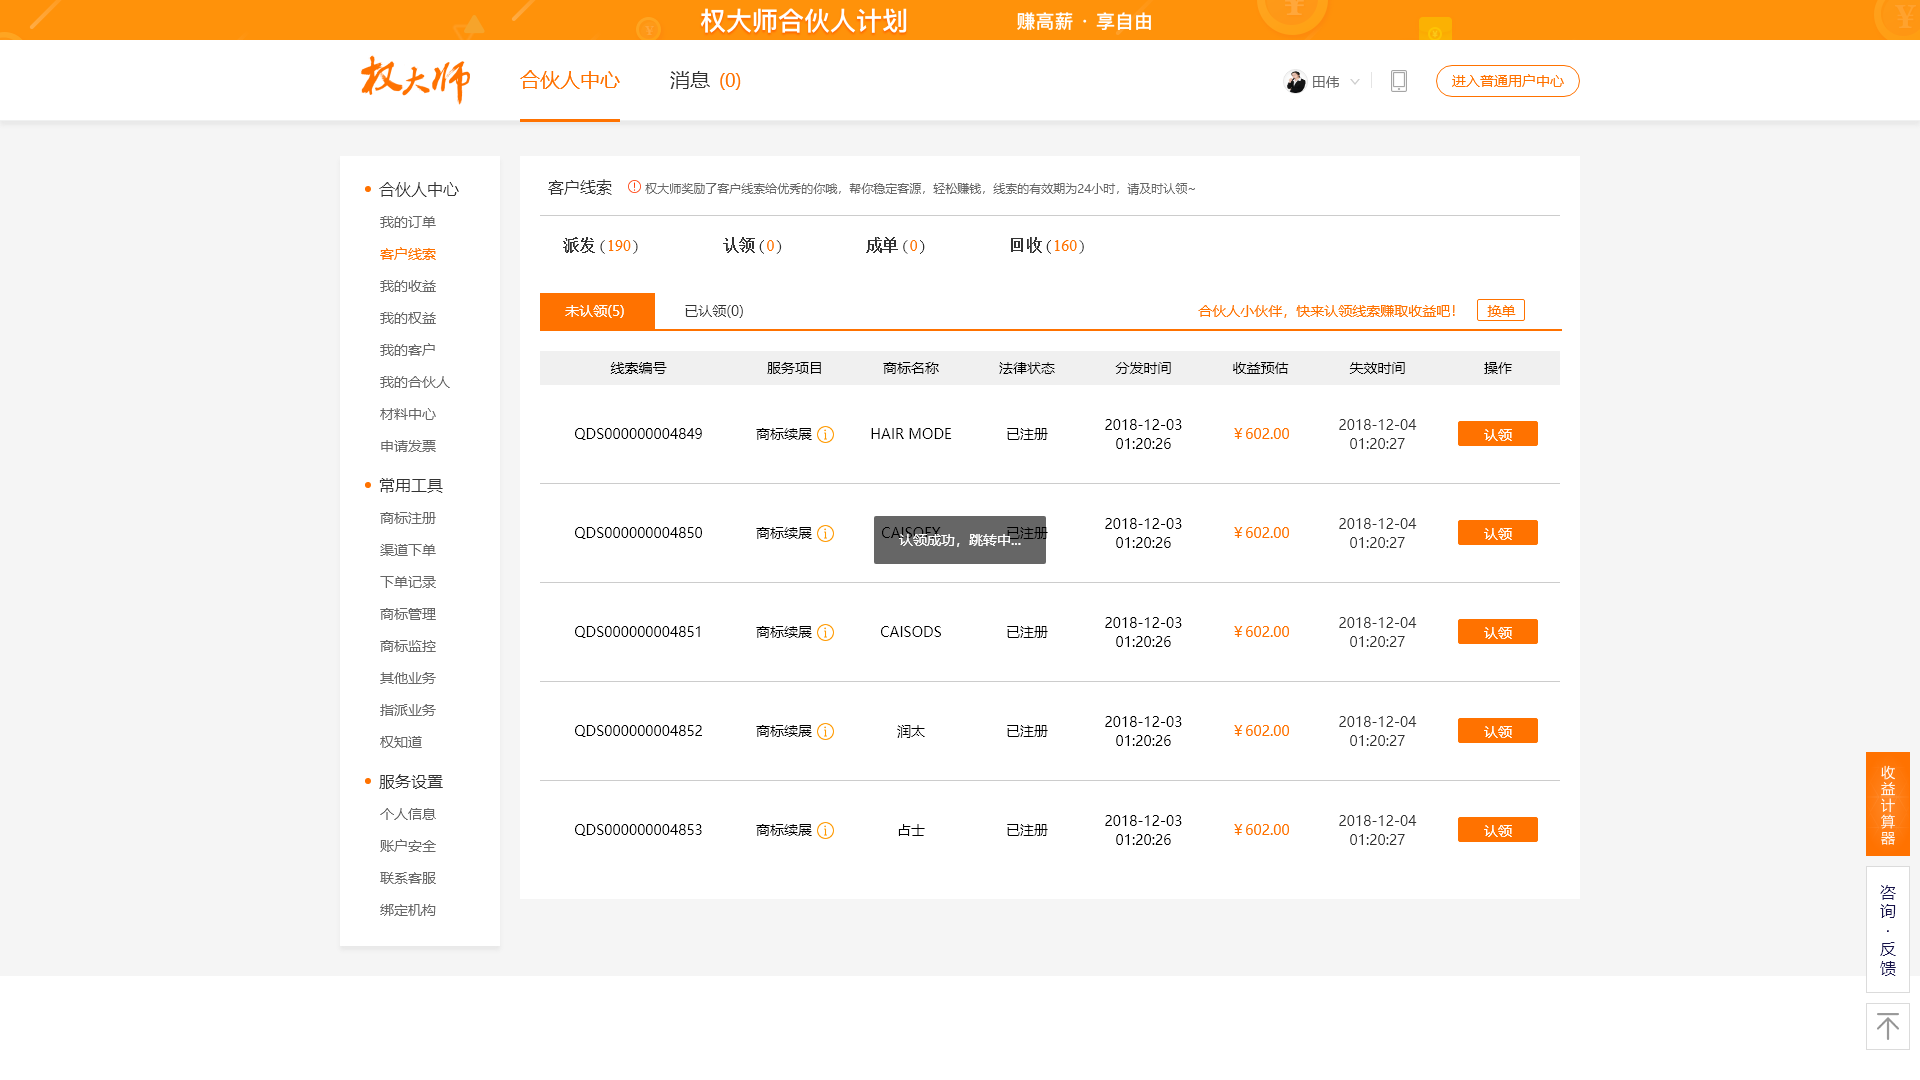 权大师合伙人计划 赚高薪 · 享自由
权大师 合伙人中心 消息 (0) 田伟 进入普通用户中心
合伙人中心
我的订单
客户线索
我的收益
我的权益
我的客户
我的合伙人
材料中心
申请发票
常用工具
商标注册
渠道下单
下单记录
商标管理
商标监控
其他业务
指派业务
权知道
服务设置
个人信息
账户安全
联系客服
绑定机构
客户线索 权大师奖励了客户线索给优秀的你哦，帮你稳定客源，轻松赚钱，线索的有效期为24小时，请及时认领~
派发 (190) 认领 (0) 成单 (0) 回收 (160)
未认领(5) 已认领(0) 合伙人小伙伴，快来认领线索赚取收益吧！ 换单
线索编号 服务项目 商标名称 法律状态 分发时间 收益预估 失效时间 操作
QDS000000004849 商标续展 HAIR MODE 已注册 2018-12-03 01:20:26 ¥602.00 2018-12-04 01:20:27 认领
QDS000000004850 商标续展 已注册 2018-12-03 01:20:26 ¥602.00 2018-12-04 01:20:27 认领
认领成功，跳转中...
QDS000000004851 商标续展 CAISODS 已注册 2018-12-03 01:20:26 ¥602.00 2018-12-04 01:20:27 认领
QDS000000004852 商标续展 润太 已注册 2018-12-03 01:20:26 ¥602.00 2018-12-04 01:20:27 认领
QDS000000004853 商标续展 占士 已注册 2018-12-03 01:20:26 ¥602.00 2018-12-04 01:20:27 认领
收益计算器
咨询·反馈